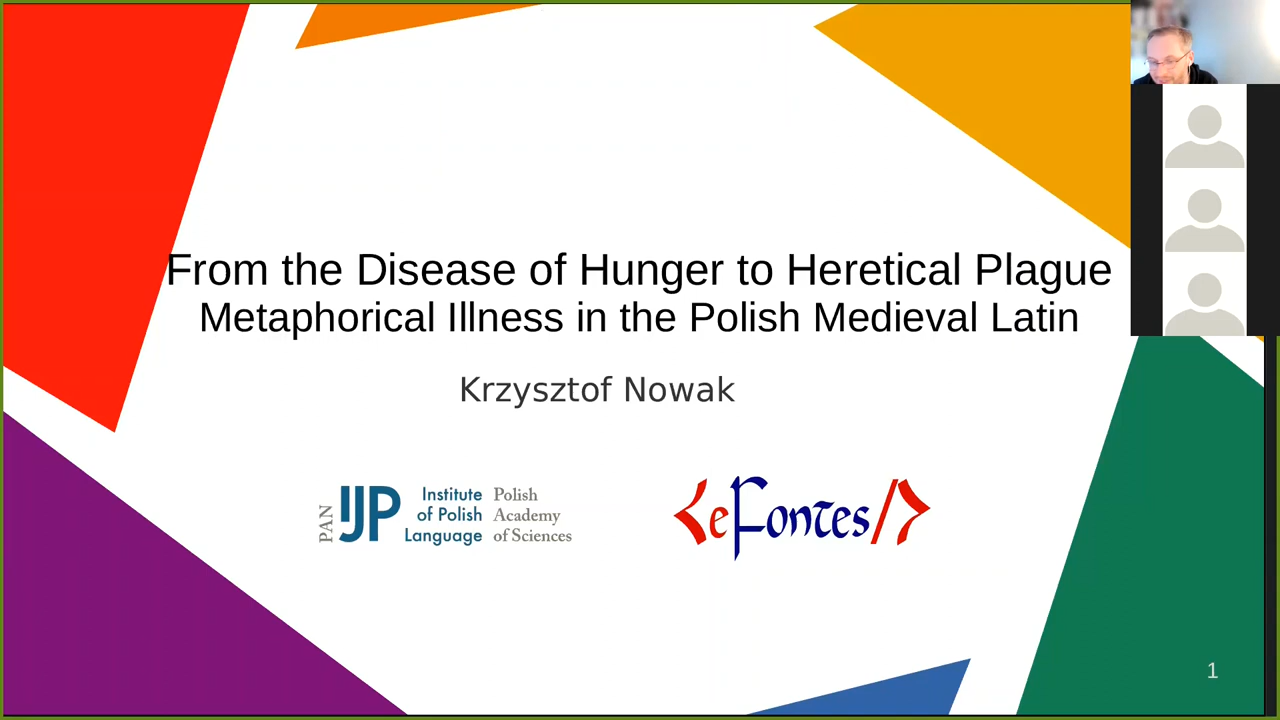 From the Disease of Hunger to Heretical Plague
Metaphorical Illness in the Polish Medieval Latin
Krzysztof Nowak
PAN
IJP
Institute
of Polish
Language
Polish
Academy
of Sciences
<eFontes/>
1